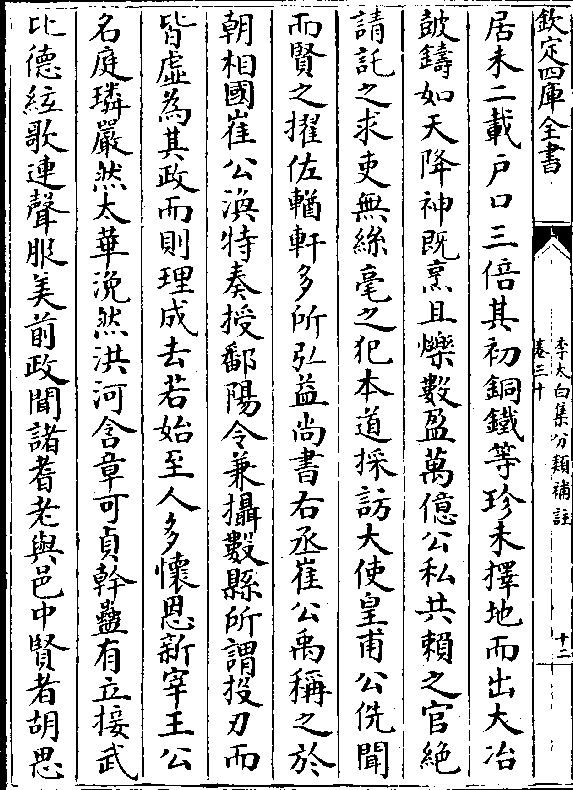 欽定四庫全書
李太白集分類補註
卷三十
十二
居未二載戸口三倍其初銅鐵等珍未擇地而出大冶
皷鑄如天降神既烹且爍數盈萬億公私共賴之官絶
請託之求吏無絲毫之犯本道採訪大使皇甫公侁聞
而賢之擢佐輶軒多所弘益尚書右丞崔公禹稱之於
朝相國崔公渙特奏授鄱陽令兼攝數縣所謂投刃而
皆虛為其政而則理成去若始至人多懷恩新宰王公
名庭璘嚴然太華浼然洪河含章可貞幹蠱有立接武
比德絃歌連聲服美前政聞諸耆老與邑中賢者胡思